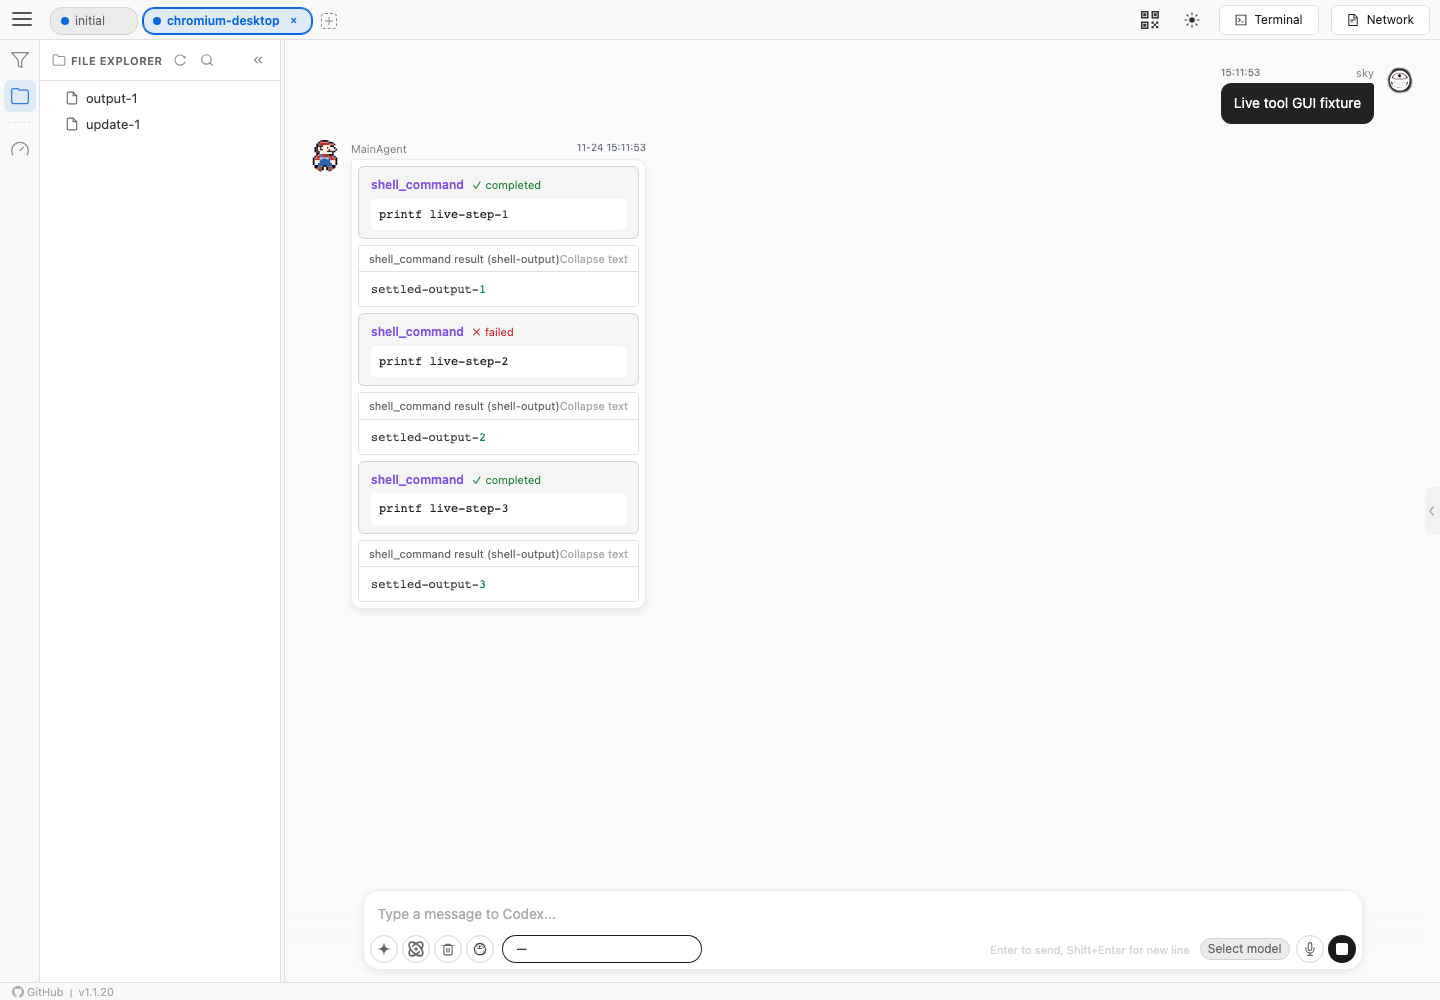 initial
chromium-desktop ×
Terminal
Network
FILE EXPLORER
output-1
update-1
15:11:53 sky
Live tool GUI fixture
MainAgent 11-24 15:11:53
shell_command ✓ completed
printf live-step-1
shell_command result (shell-output)Collapse text
settled-output-1
shell_command ✕ failed
printf live-step-2
shell_command result (shell-output)Collapse text
settled-output-2
shell_command ✓ completed
printf live-step-3
shell_command result (shell-output)Collapse text
settled-output-3
Type a message to Codex...
—
Enter to send, Shift+Enter for new line
Select model
GitHub | v1.1.20